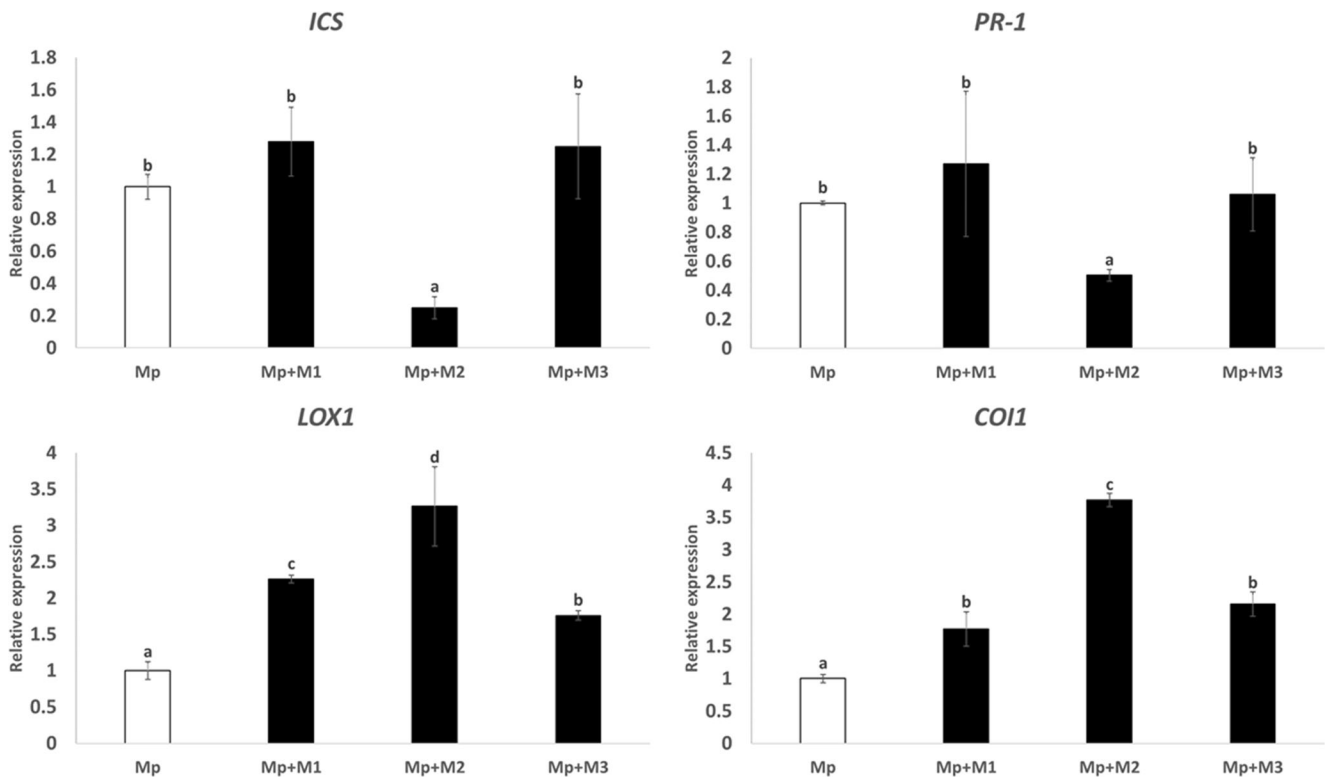 ICS
Relative expression
1.8
1.6
1.4
1.2
1
0.8
0.6
0.4
0.2
0
b
b
a
b
Mp
Mp+M1
Mp+M2
Mp+M3
PR-1
Relative expression
2
1.8
1.6
1.4
1.2
1
0.8
0.6
0.4
0.2
0
b
b
a
b
Mp
Mp+M1
Mp+M2
Mp+M3
LOX1
Relative expression
4
3.5
3
2.5
2
1.5
1
0.5
0
a
c
d
b
Mp
Mp+M1
Mp+M2
Mp+M3
COI1
Relative expression
4.5
4
3.5
3
2.5
2
1.5
1
0.5
0
a
b
c
b
Mp
Mp+M1
Mp+M2
Mp+M3